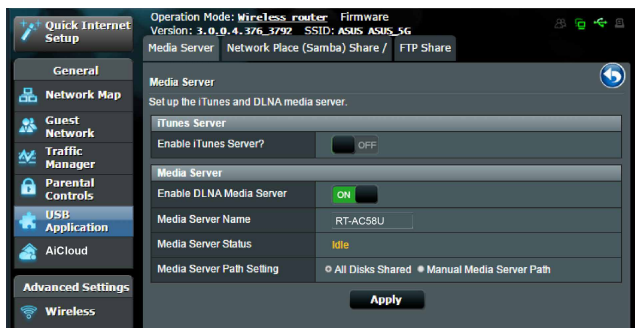 Quick Internet
Setup
Operation Mode: Wireless router Firmware
Version: 3.0.0.4.376_3792 SSID: ASUS ASUS_5G
Media Server Network Place (Samba) Share / FTP Share
General
Network Map
Guest
Network
Traffic
Manager
Parental
Controls
USB
Application
AiCloud
Advanced Settings
Wireless
Media Server
Set up the iTunes and DLNA media server.
iTunes Server
Enable iTunes Server? OFF
Media Server
Enable DLNA Media Server ON
Media Server Name RT-AC58U
Media Server Status Idle
Media Server Path Setting All Disks Shared Manual Media Server Path
Apply